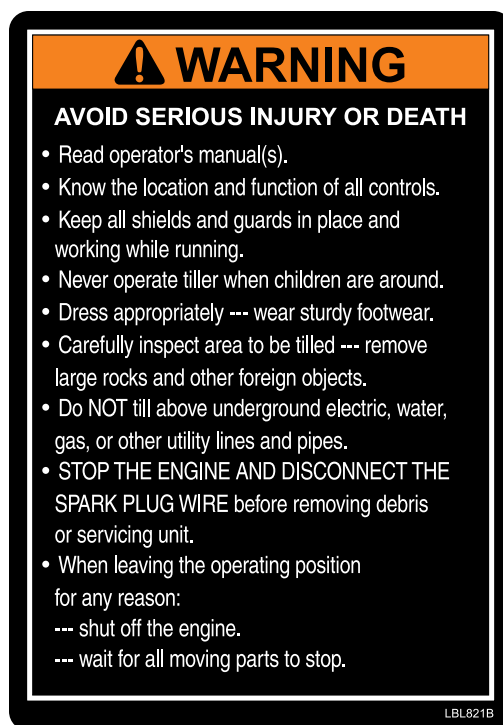 WARNING
AVOID SERIOUS INJURY OR DEATH
• Read operator's manual(s).
• Know the location and function of all controls.
• Keep all shields and guards in place and
working while running.
• Never operate tiller when children are around.
• Dress appropriately --- wear sturdy footwear.
• Carefully inspect area to be tilled --- remove
large rocks and other foreign objects.
• Do NOT till above underground electric, water,
gas, or other utility lines and pipes.
• STOP THE ENGINE AND DISCONNECT THE
SPARK PLUG WIRE before removing debris
or servicing unit.
• When leaving the operating position
for any reason:
--- shut off the engine.
--- wait for all moving parts to stop.
LBL821B